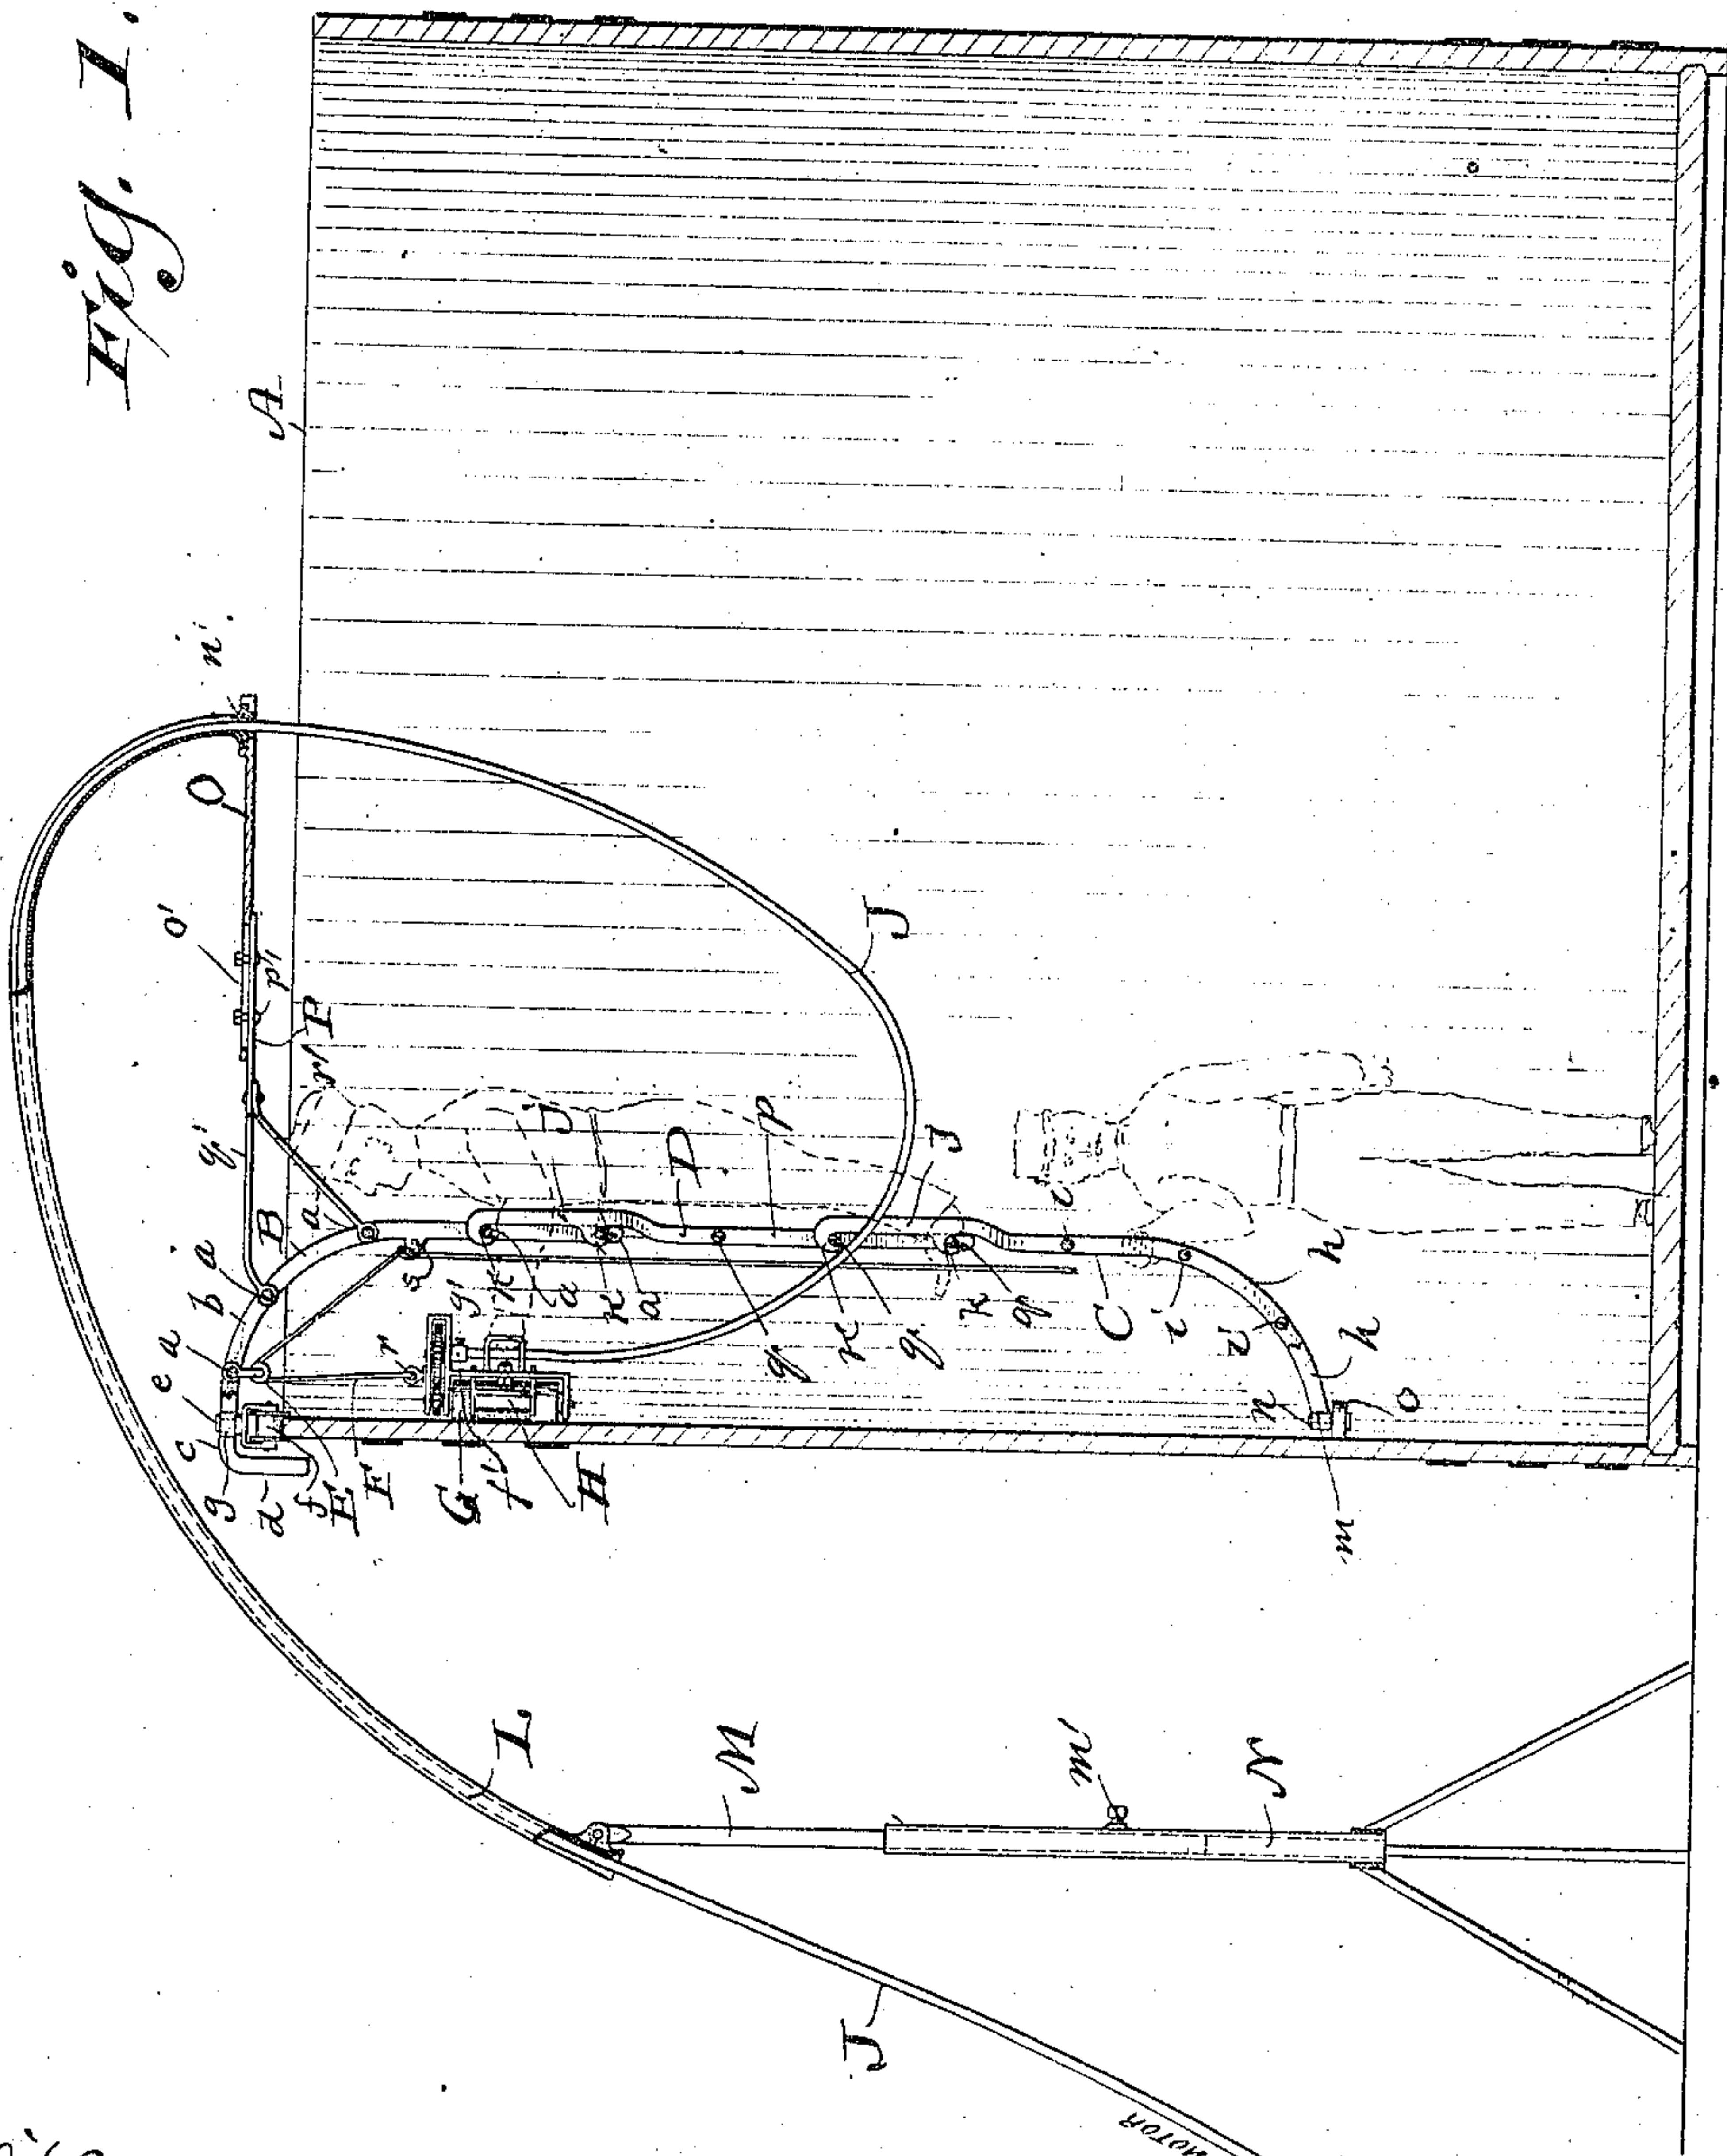 Fig. 1.
A
n'
O
o'
p'
P
r'
q'
a
B
a
b
a
e
c
g
d
f
E
E
s
g'
r
k
a
k
a
j
D
p
J
j
G
f'
H
q
k
q
k
q
C
c
i
i
h
h
n
o
m
L
M
m'
N
J
MOTOR